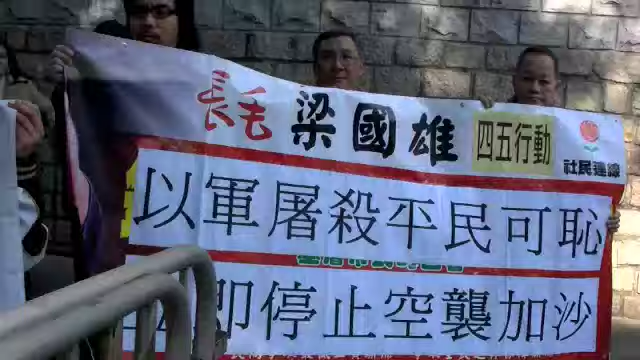 長毛 梁國雄 四五行動 社民連線
以軍屠殺平民可恥
即停止空襲加沙